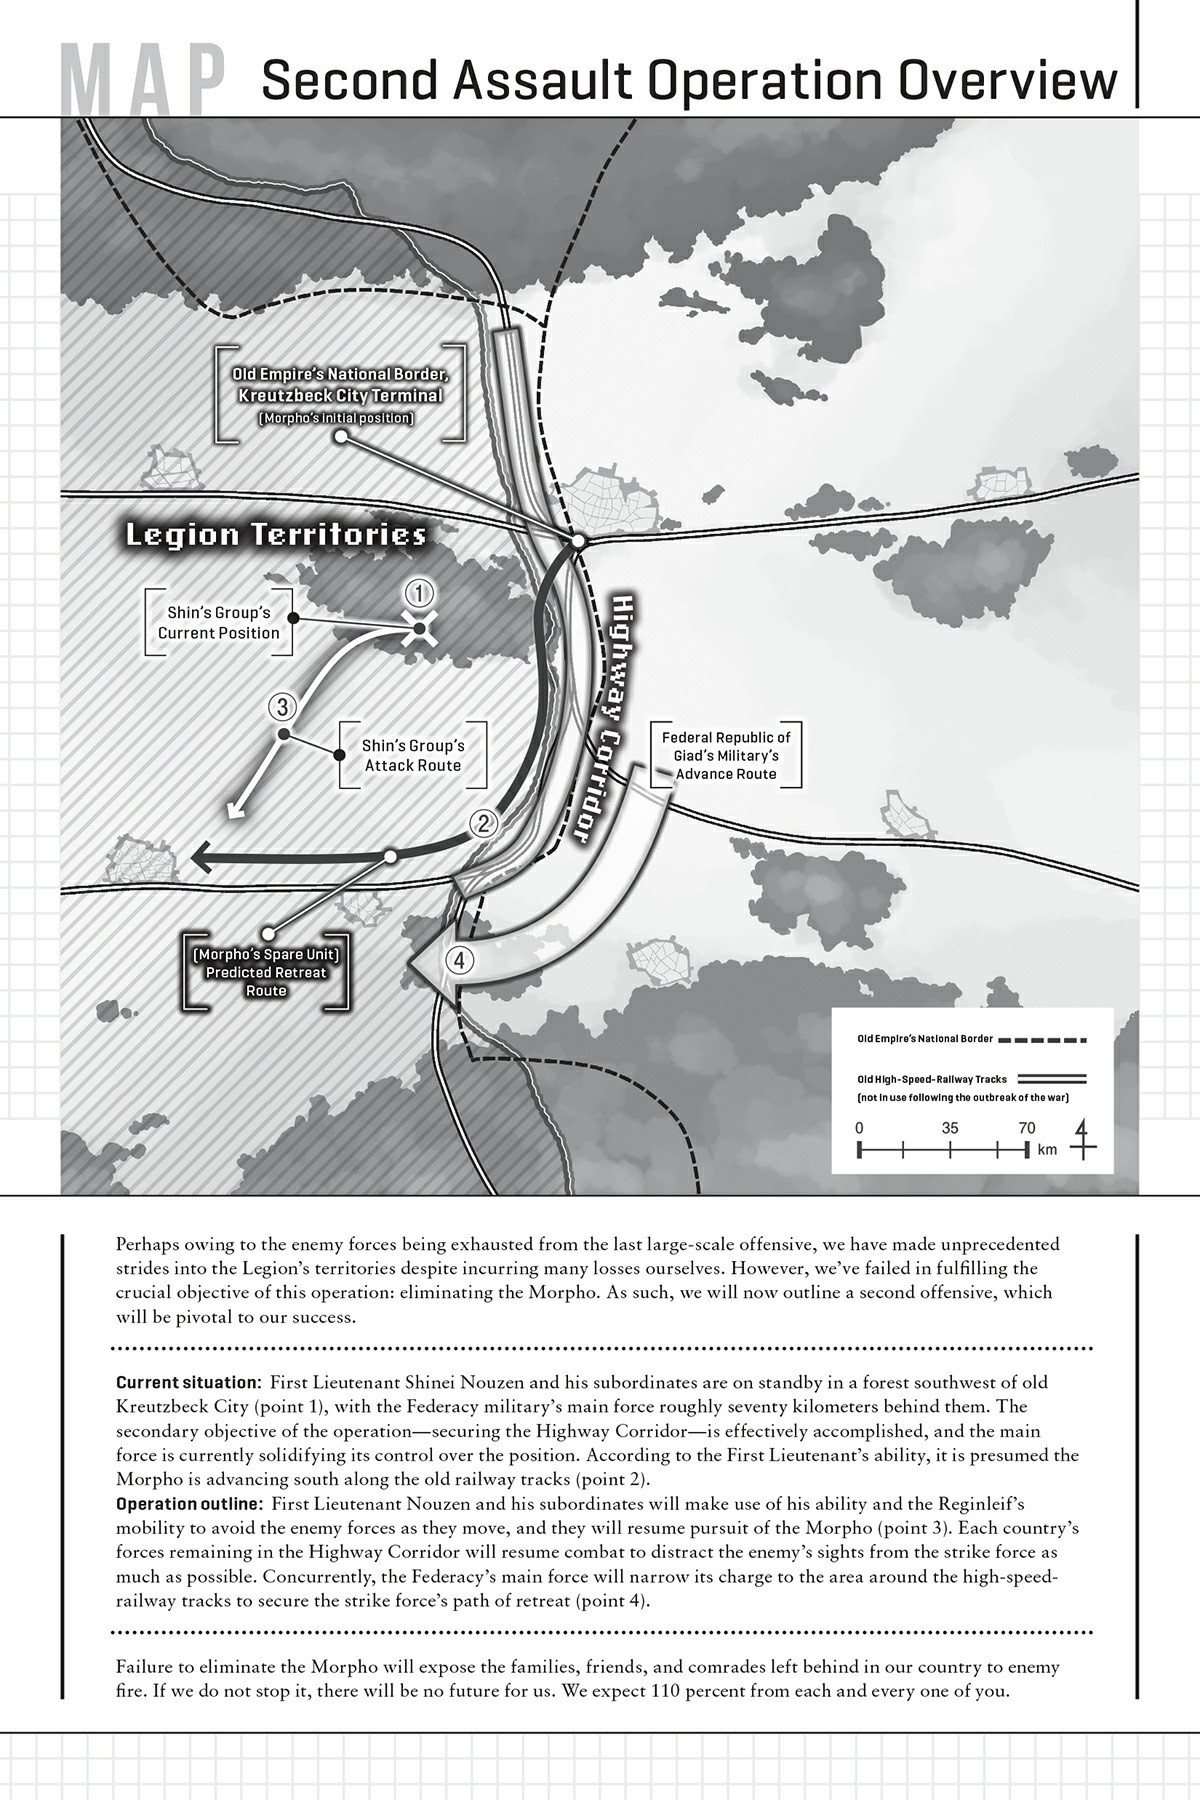 MAP Second Assault Operation Overview
Old Empire's National Border,
Kreutzbeck City Terminal
(Morpho's initial position)
Legion Territories
1
Shin's Group's
Current Position
Highway Corridor
3
Shin's Group's
Attack Route
Federal Republic of
Giad's Military's
Advance Route
2
(Morpho's Spare Unit)
Predicted Retreat
Route
4
Old Empire's National Border
Old High-Speed-Railway Tracks
(not in use following the outbreak of the war)
0 35 70
km
Perhaps owing to the enemy forces being exhausted from the last large-scale offensive, we have made unprecedented
strides into the Legion's territories despite incurring many losses ourselves. However, we've failed in fulfilling the
crucial objective of this operation: eliminating the Morpho. As such, we will now outline a second offensive, which
will be pivotal to our success.
Current situation: First Lieutenant Shinei Nouzen and his subordinates are on standby in a forest southwest of old
Kreutzbeck City (point 1), with the Federacy military's main force roughly seventy kilometers behind them. The
secondary objective of the operation—securing the Highway Corridor—is effectively accomplished, and the main
force is currently solidifying its control over the position. According to the First Lieutenant's ability, it is presumed the
Morpho is advancing south along the old railway tracks (point 2).
Operation outline: First Lieutenant Nouzen and his subordinates will make use of his ability and the Reginleif's
mobility to avoid the enemy forces as they move, and they will resume pursuit of the Morpho (point 3). Each country's
forces remaining in the Highway Corridor will resume combat to distract the enemy's sights from the strike force as
much as possible. Concurrently, the Federacy's main force will narrow its charge to the area around the high-speed-
railway tracks to secure the strike force's path of retreat (point 4).
Failure to eliminate the Morpho will expose the families, friends, and comrades left behind in our country to enemy
fire. If we do not stop it, there will be no future for us. We expect 110 percent from each and every one of you.